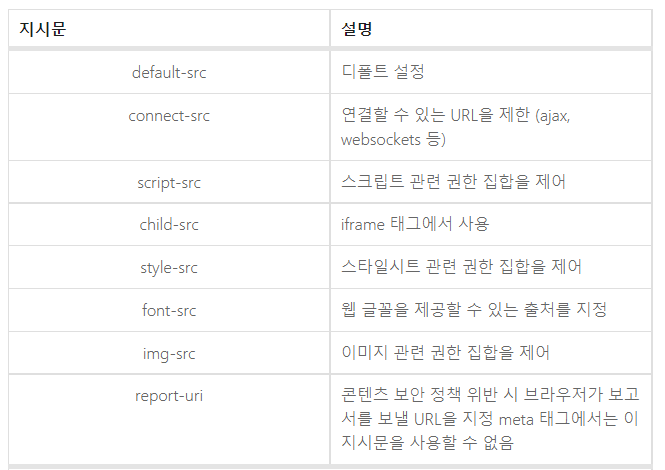 지시문 설명
default-src 디폴트 설정
connect-src 연결할 수 있는 URL을 제한 (ajax,
websockets 등)
script-src 스크립트 관련 권한 집합을 제어
child-src iframe 태그에서 사용
style-src 스타일시트 관련 권한 집합을 제어
font-src 웹 글꼴을 제공할 수 있는 출처를 지정
img-src 이미지 관련 권한 집합을 제어
report-uri 콘텐츠 보안 정책 위반 시 브라우저가 보고
서를 보낼 URL을 지정 meta 태그에서는 이
지시문을 사용할 수 없음